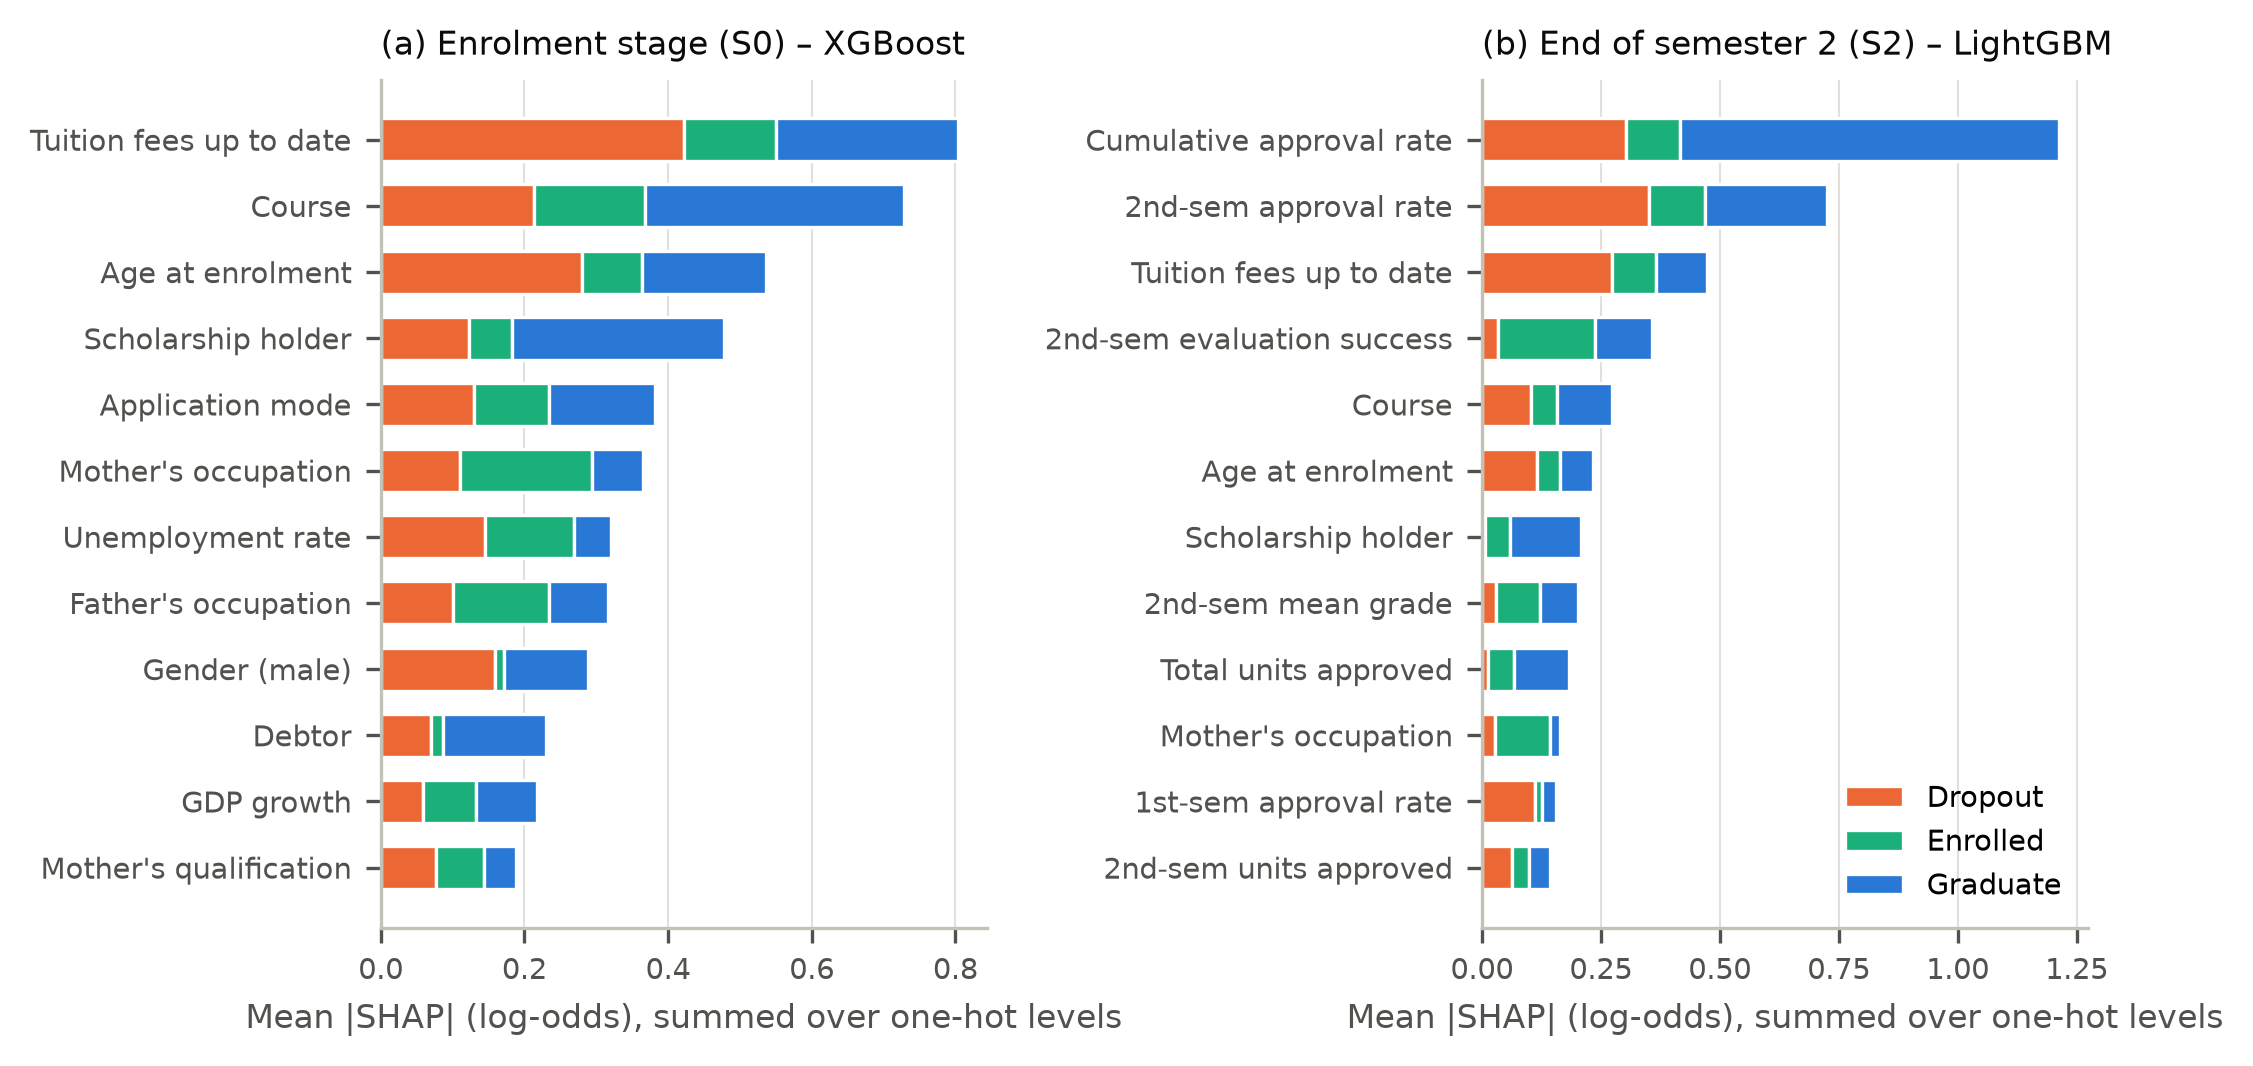 (a) Enrolment stage (S0) – XGBoost
Tuition fees up to date
Course
Age at enrolment
Scholarship holder
Application mode
Mother's occupation
Unemployment rate
Father's occupation
Gender (male)
Debtor
GDP growth
Mother's qualification
0.0 0.2 0.4 0.6 0.8
Mean |SHAP| (log-odds), summed over one-hot levels
(b) End of semester 2 (S2) – LightGBM
Cumulative approval rate
2nd-sem approval rate
Tuition fees up to date
2nd-sem evaluation success
Course
Age at enrolment
Scholarship holder
2nd-sem mean grade
Total units approved
Mother's occupation
1st-sem approval rate
2nd-sem units approved
Dropout
Enrolled
Graduate
0.00 0.25 0.50 0.75 1.00 1.25
Mean |SHAP| (log-odds), summed over one-hot levels